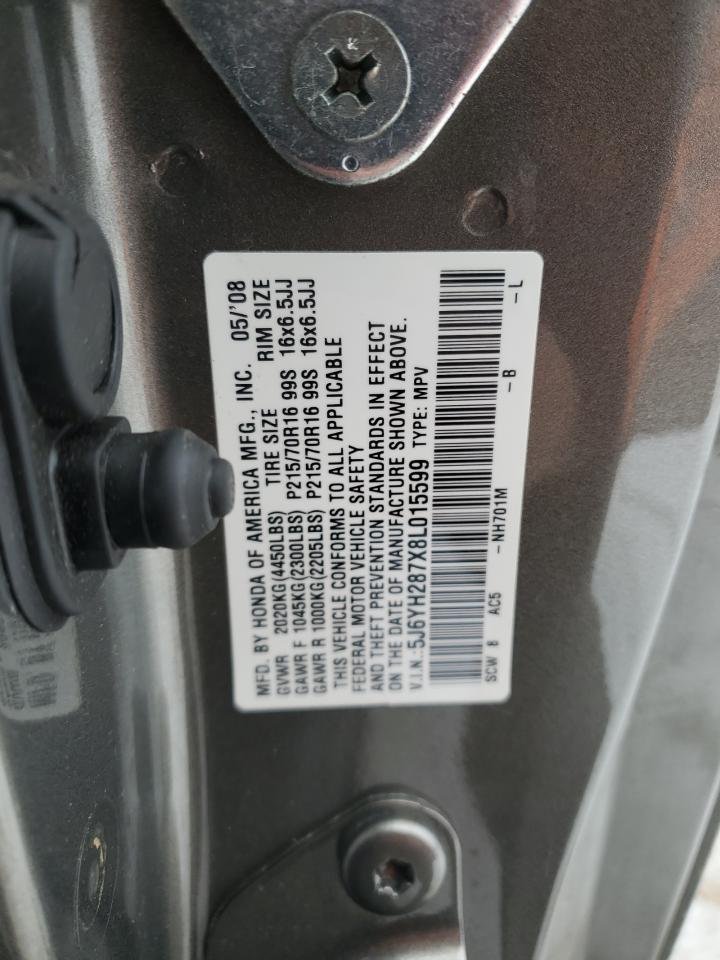 MFD. BY HONDA OF AMERICA MFG., INC. 05/'08
GVWR 2020KG(4450LBS) TIRE SIZE RIM SIZE
GAWR F 1045KG(2300LBS) P215/70R16 99S 16x6.5JJ
GAWR R 1000KG(2205LBS) P215/70R16 99S 16x6.5JJ
THIS VEHICLE CONFORMS TO ALL APPLICABLE
FEDERAL MOTOR VEHICLE SAFETY
AND THEFT PREVENTION STANDARDS IN EFFECT
ON THE DATE OF MANUFACTURE SHOWN ABOVE.
V.I.N.:5J6YH287X8L015599 TYPE: MPV
SCW 8 AC5 -NH701M -B -L